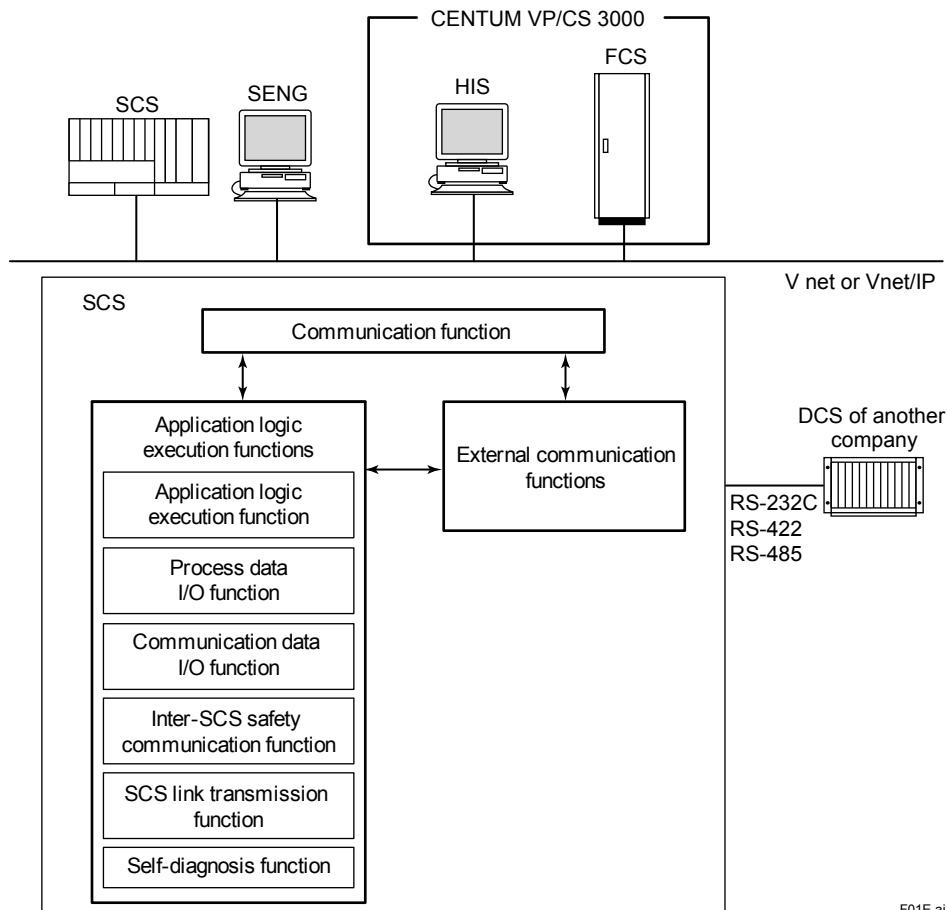 CENTUM VP/CS 3000
FCS
HIS
SENG
SCS
V net or Vnet/IP
SCS
Communication function
Application logic
execution functions
External communication
functions
DCS of another
company
RS-232C
RS-422
RS-485
Application logic
execution function
Process data
I/O function
Communication data
I/O function
Inter-SCS safety
communication function
SCS link transmission
function
Self-diagnosis function
F01E.ai